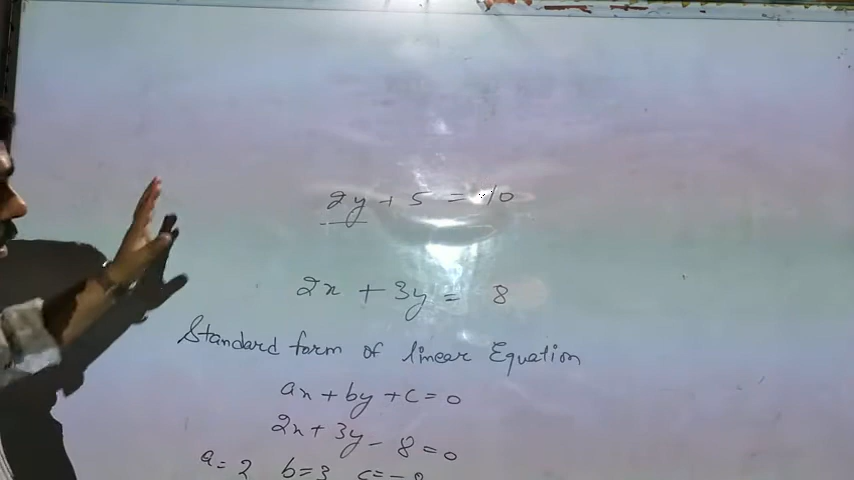 2y + 5 = 10
2x + 3y = 8
Standard form of linear Equation
ax + by + c = 0
2x + 3y - 8 = 0
a = 2 b = 3 c = -